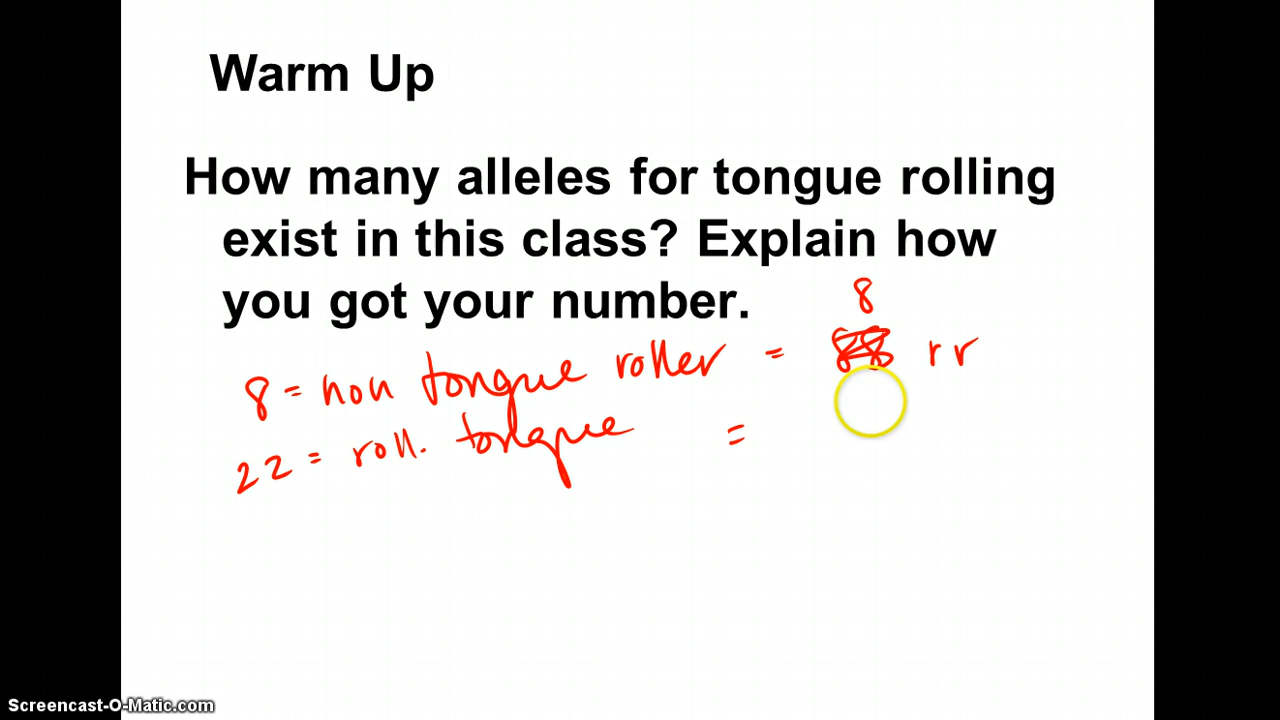 Warm Up
How many alleles for tongue rolling
exist in this class? Explain how
you got your number.
8
8 = non tongue roller = rr
22 = roll. tongue =
Screencast-O-Matic.com